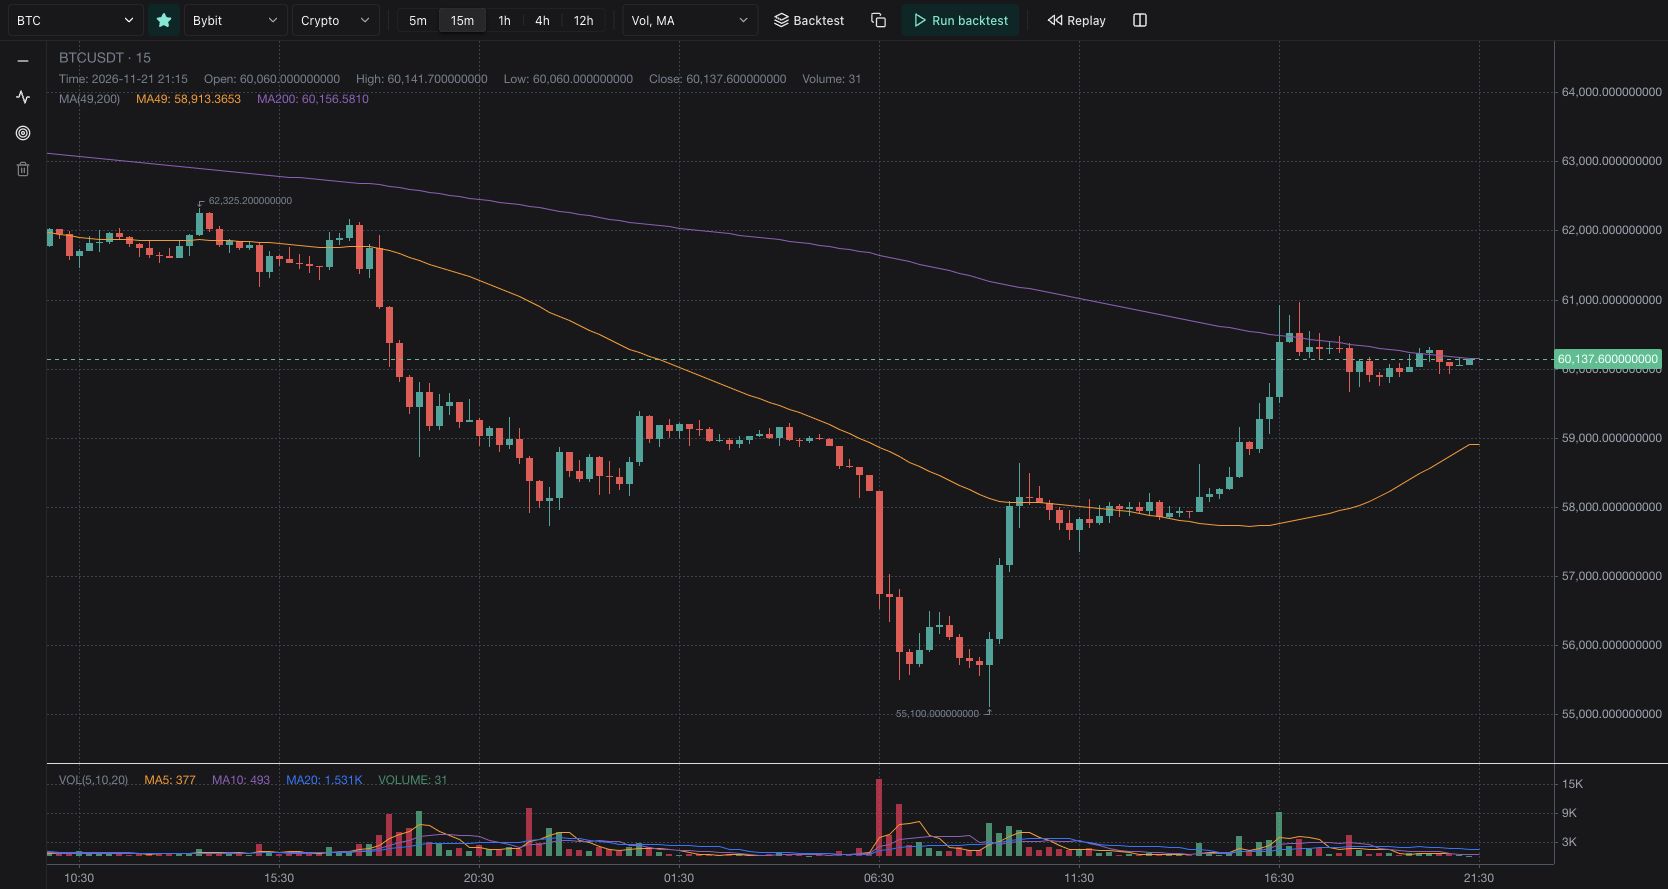 BTC Bybit Crypto 5m 15m 1h 4h 12h Vol, MA Backtest Run backtest Replay
BTCUSDT · 15
Time: 2026-11-21 21:15 Open: 60,060.000000000 High: 60,141.700000000 Low: 60,060.000000000 Close: 60,137.600000000 Volume: 31
MA(49,200) MA49: 58,913.3653 MA200: 60,156.5810
64,000.000000000
63,000.000000000
62,325.200000000
62,000.000000000
61,000.000000000
60,137.600000000
60,000.000000000
59,000.000000000
58,000.000000000
57,000.000000000
56,000.000000000
55,100.000000000
55,000.000000000
VOL(5,10,20) MA5: 377 MA10: 493 MA20: 1.531K VOLUME: 31
15K
9K
3K
10:30 15:30 20:30 01:30 06:30 11:30 16:30 21:30